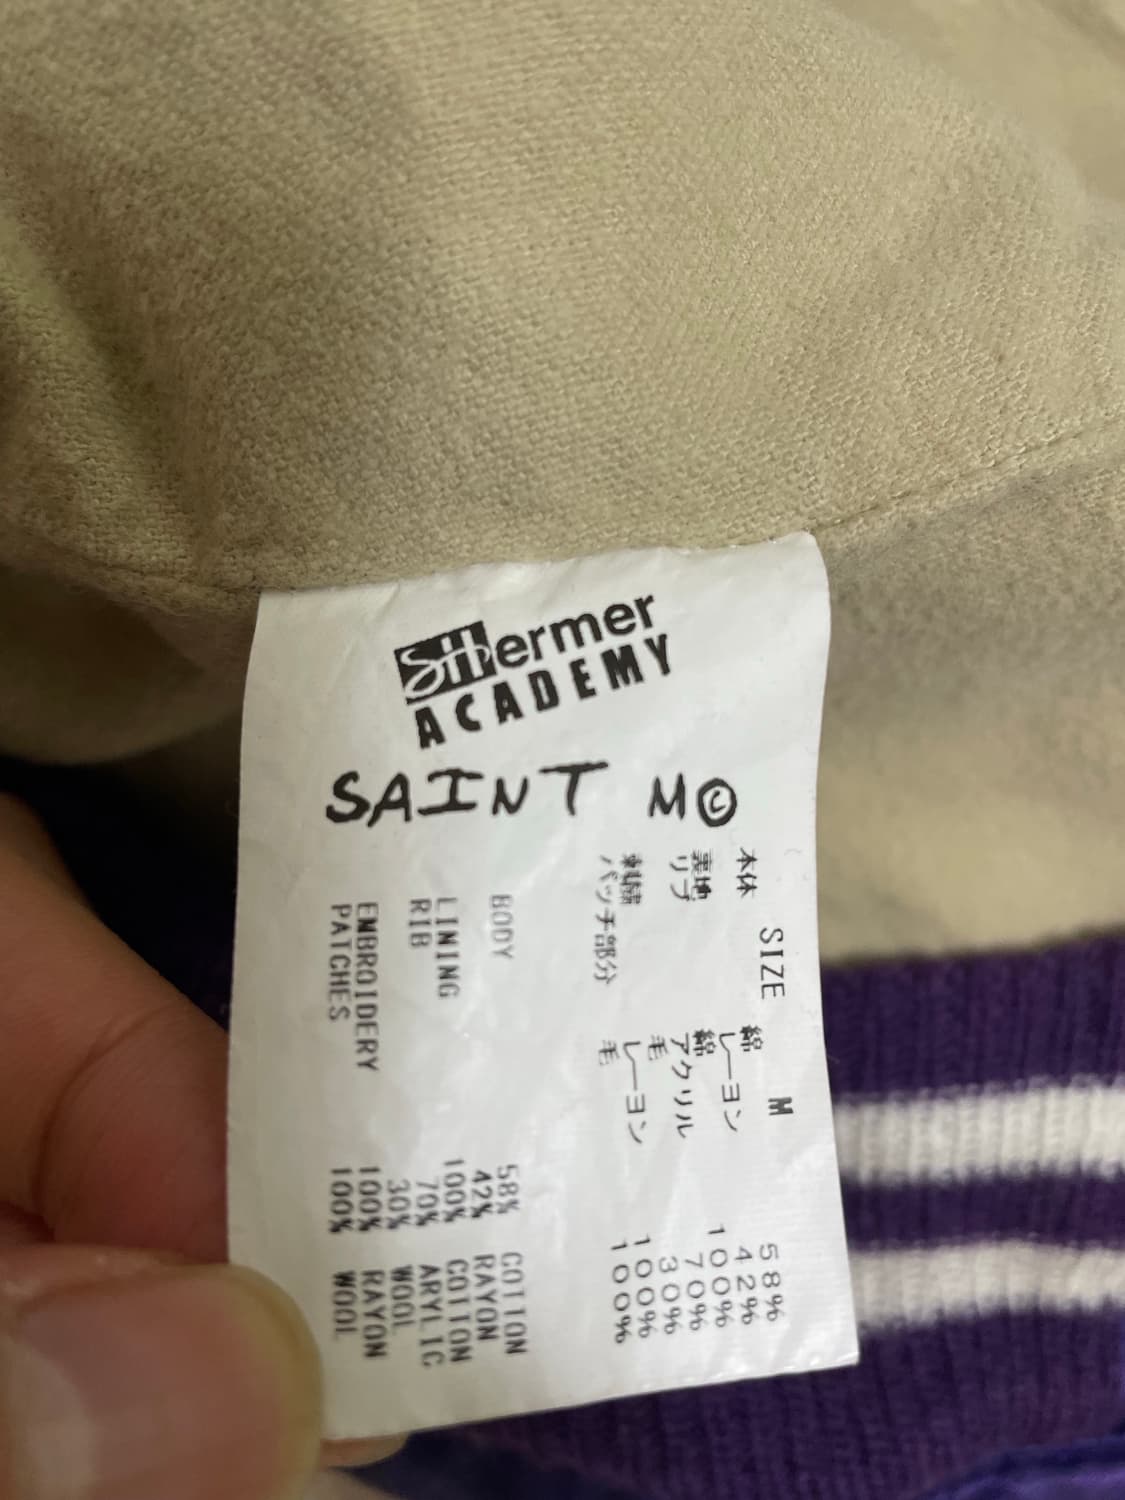 SHermer
ACADEMY
SAINT M©
SIZE M
本体 綿 58%
レーヨン 42%
裏地 綿 100%
リブ アクリル 70%
毛 30%
刺繍 レーヨン 100%
パッチ部分 毛 100%
BODY 58% COTTON
42% RAYON
LINING 100% COTTON
RIB 70% ARYLIC
30% WOOL
EMBROIDERY 100% RAYON
PATCHES 100% WOOL